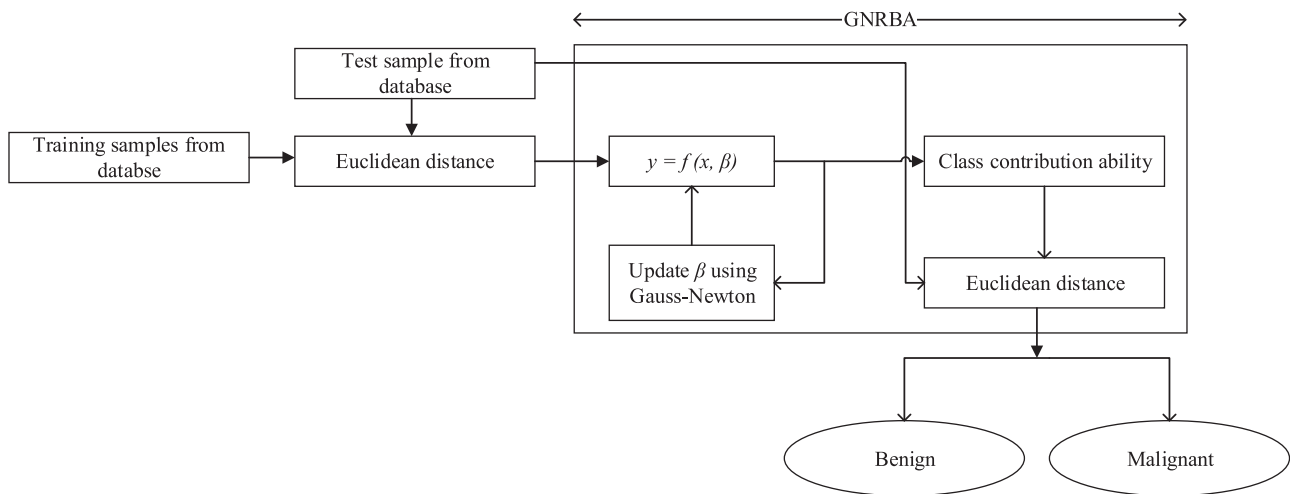 GNRBA
Test sample from
database
Training samples from
databse
Euclidean distance
y = f (x, β)
Class contribution ability
Update β using
Gauss-Newton
Euclidean distance
Benign
Malignant